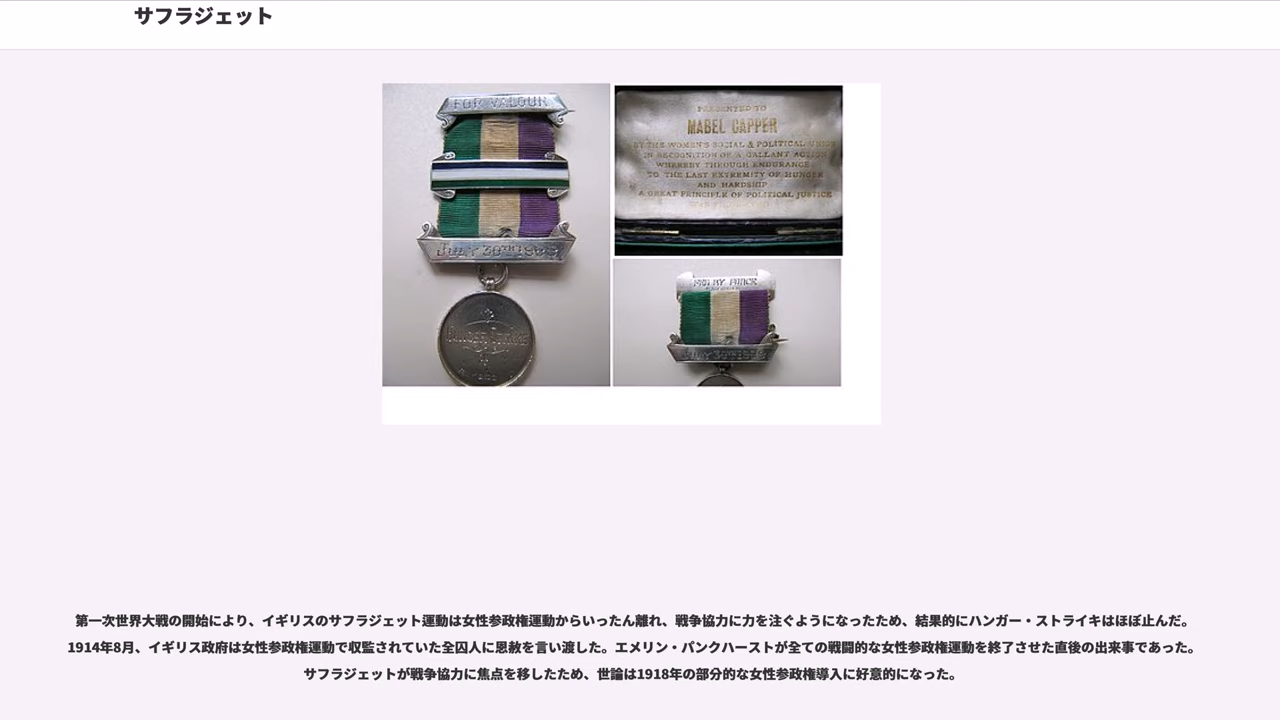 サフラジェット
FOR VALOUR
JULY 30TH 1909
PRESENTED TO
MABEL CAPPER
BY THE WOMEN'S SOCIAL & POLITICAL UNION
IN RECOGNITION OF A GALLANT ACTION
WHEREBY THROUGH ENDURANCE
TO THE LAST EXTREMITY OF HUNGER
AND HARDSHIP
A GREAT PRINCIPLE OF POLITICAL JUSTICE
第一次世界大戦の開始により、イギリスのサフラジェット運動は女性参政権運動からいったん離れ、戦争協力に力を注ぐようになったため、結果的にハンガー・ストライキはほぼ止んだ。
1914年8月、イギリス政府は女性参政権運動で収監されていた全囚人に恩赦を言い渡した。エメリン・パンクハーストが全ての戦闘的な女性参政権運動を終了させた直後の出来事であった。
サフラジェットが戦争協力に焦点を移したため、世論は1918年の部分的な女性参政権導入に好意的になった。